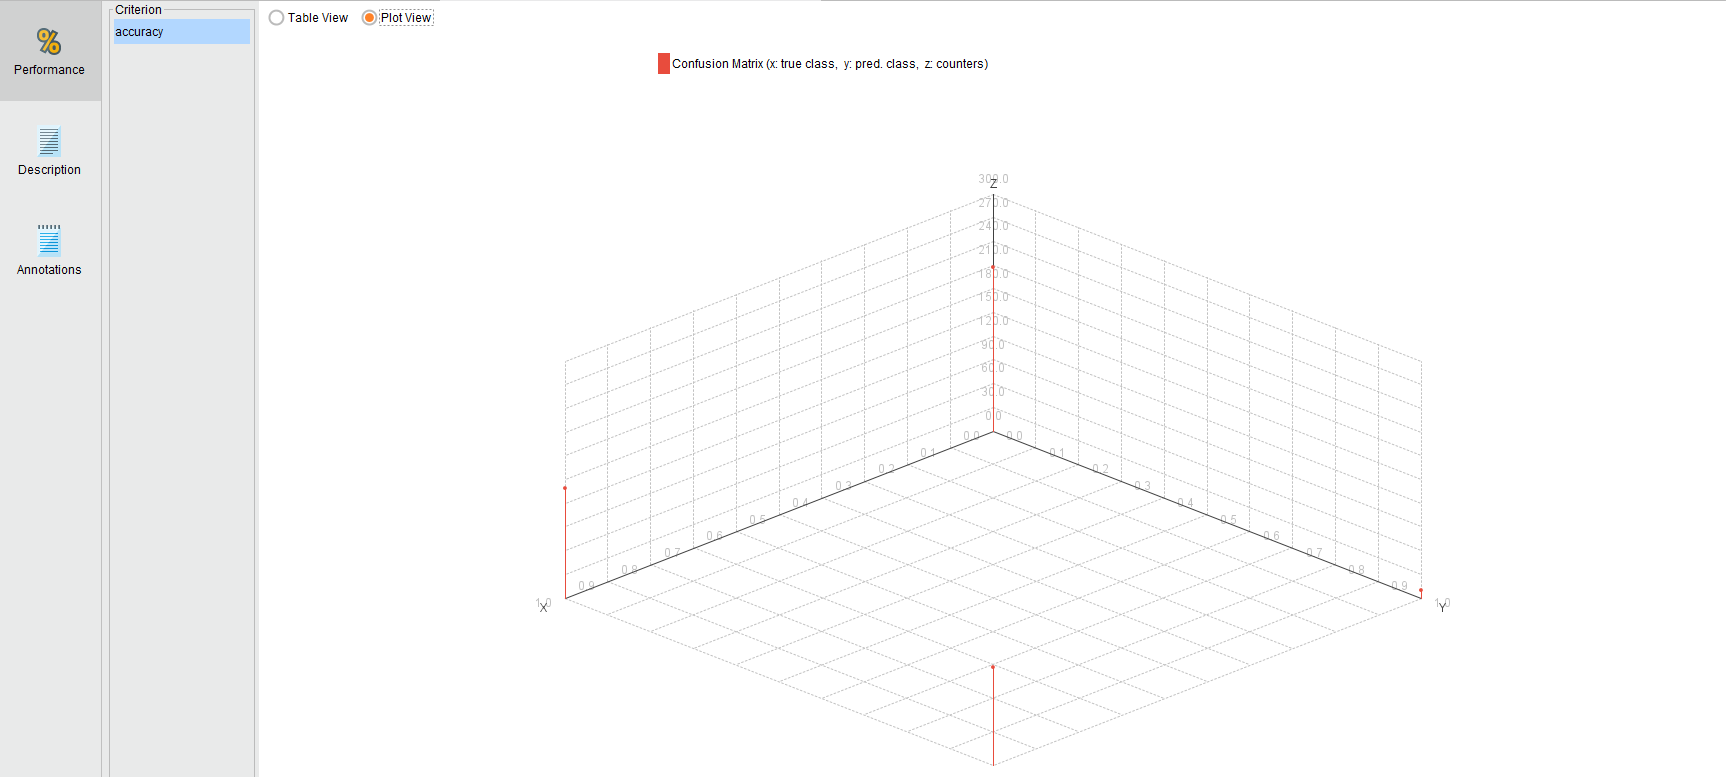 Criterion
accuracy
Performance
Description
Annotations
Table View
Plot View
Confusion Matrix (x: true class, y: pred. class, z: counters)
300.0
Z
270.0
240.0
210.0
180.0
150.0
120.0
90.0
60.0
30.0
0.0
0.0 0.0
0.1 0.1
0.2 0.2
0.3 0.3
0.4 0.4
0.5 0.5
0.6 0.6
0.7 0.7
0.8 0.8
0.9 0.9
1.0 1.0
X Y